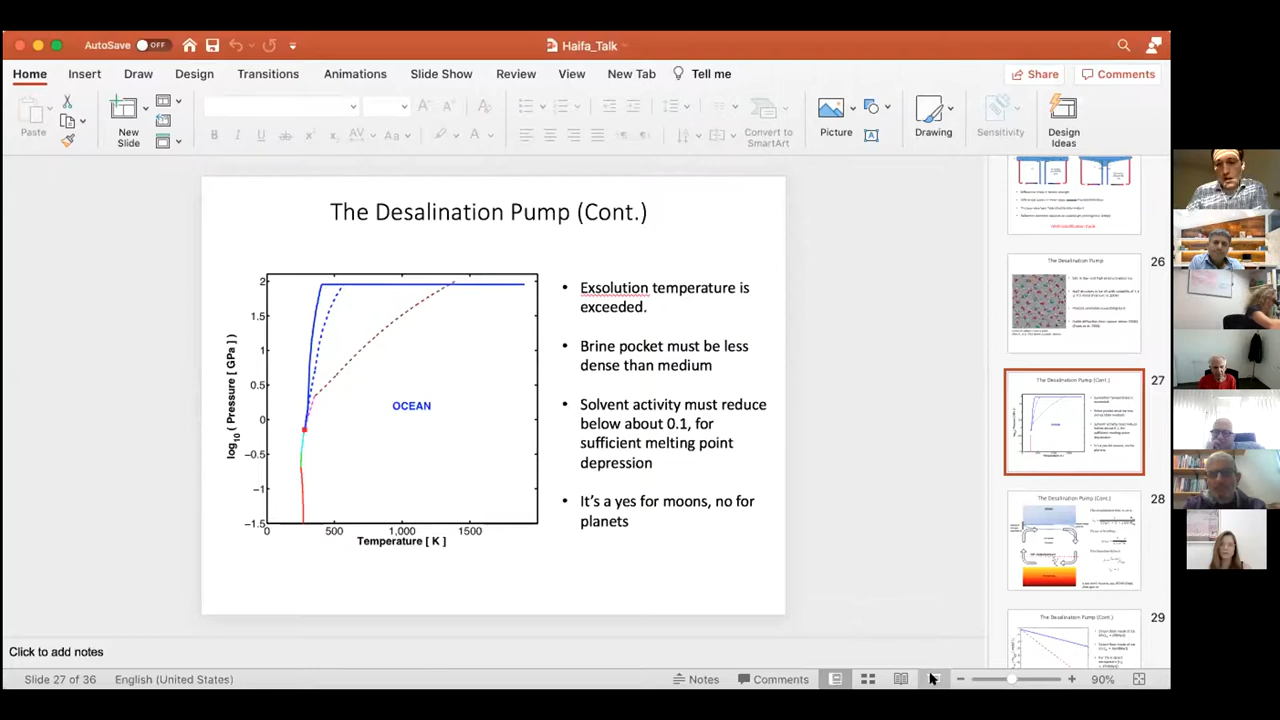 AutoSave OFF
Haifa_Talk
Home Insert Draw Design Transitions Animations Slide Show Review View New Tab Tell me Share Comments
Paste
New
Slide
B I U ab
Aa
A
Convert to
SmartArt
Picture
Drawing
Sensitivity
Design
Ideas
The Desalination Pump (Cont.)
log10 (Pressure [ GPa ] )
2
1.5
1
0.5
0
−0.5
−1
−1.5
OCEAN
0 500 1,000 1500
Temperature [ K ]
• Exsolution temperature is
exceeded.
• Brine pocket must be less
dense than medium
• Solvent activity must reduce
below about 0.1, for
sufficient melting point
depression
• It's a yes for moons, no for
planets
26
The Desalination Pump
27
The Desalination Pump (Cont.)
28
The Desalination Pump (Cont.)
29
The Desalination Pump (Cont.)
Click to add notes
Slide 27 of 36 English (United States) Notes Comments 90%